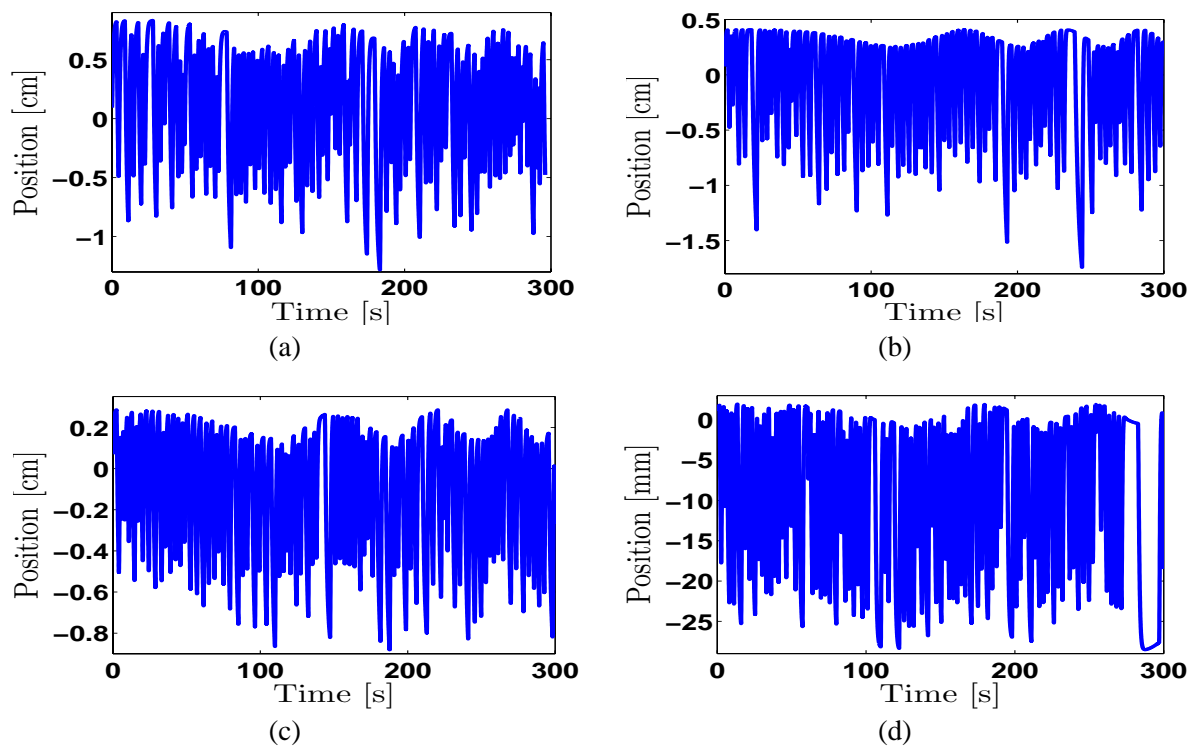 0.5
0
−0.5
−1
Position [cm]
0 100 200 300
Time [s]
(a)
0.5
0
−0.5
−1
−1.5
Position [cm]
0 100 200 300
Time [s]
(b)
0.2
0
−0.2
−0.4
−0.6
−0.8
Position [cm]
0 100 200 300
Time [s]
(c)
0
−5
−10
−15
−20
−25
Position [mm]
0 100 200 300
Time [s]
(d)